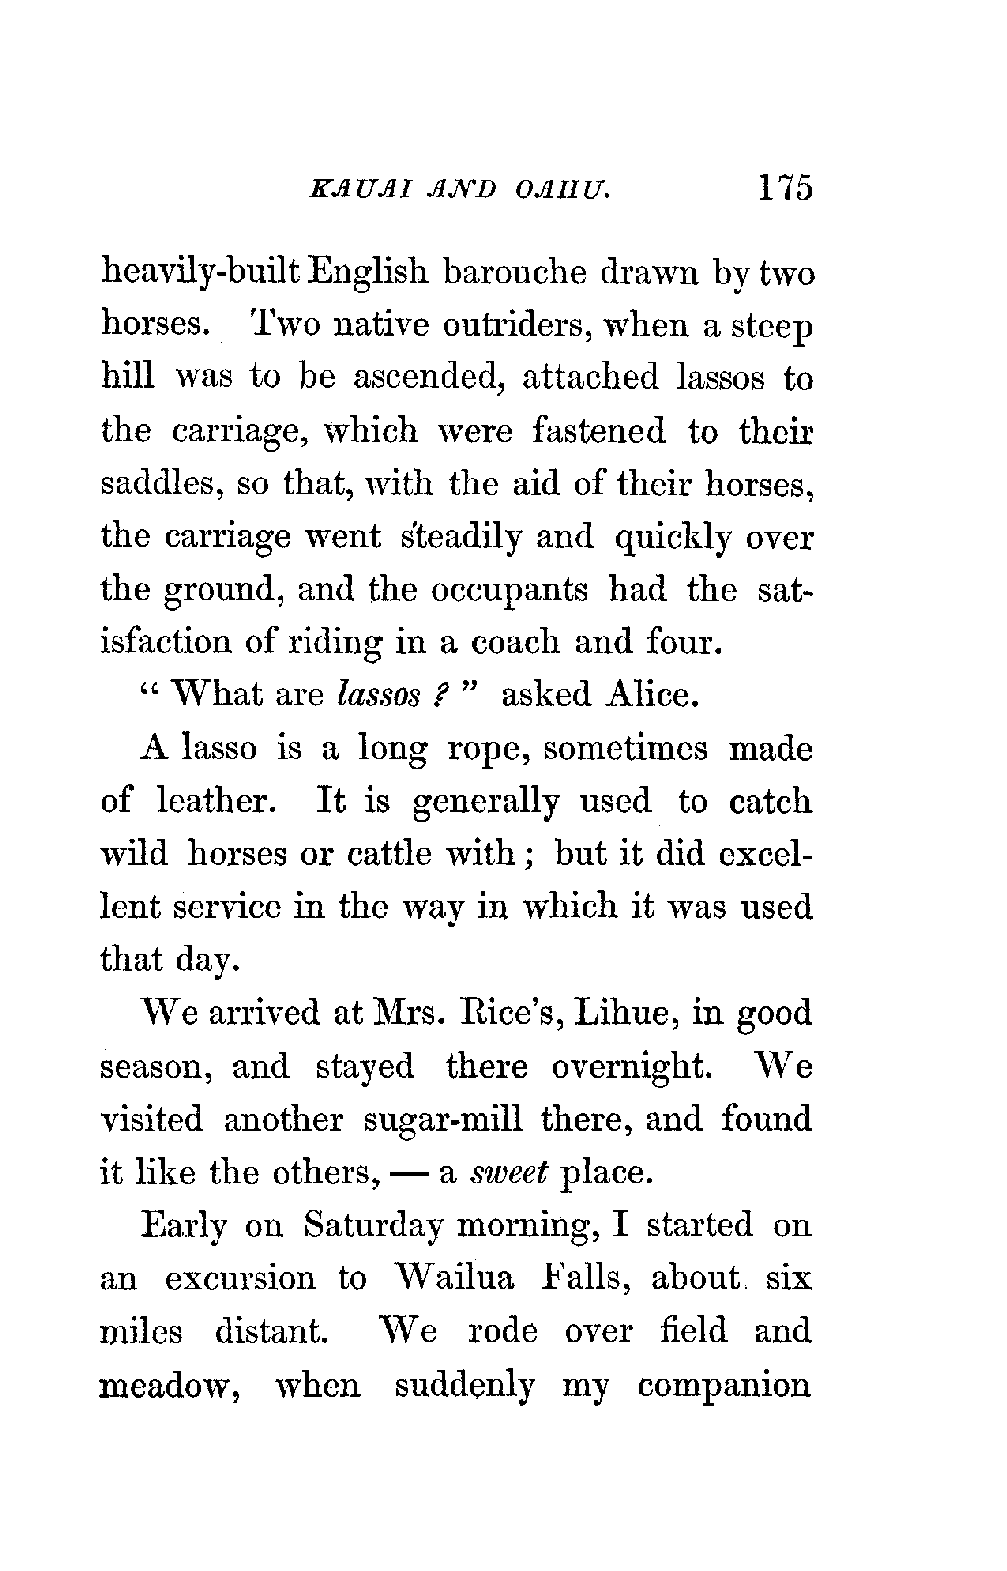 KAUAI AND OAHU. 175
heavily-built English barouche drawn by two
horses. Two native outriders, when a steep
hill was to be ascended, attached lassos to
the carriage, which were fastened to their
saddles, so that, with the aid of their horses,
the carriage went steadily and quickly over
the ground, and the occupants had the sat-
isfaction of riding in a coach and four.
" What are lassos ? " asked Alice.
A lasso is a long rope, sometimes made
of leather. It is generally used to catch
wild horses or cattle with ; but it did excel-
lent service in the way in which it was used
that day.
We arrived at Mrs. Rice's, Lihue, in good
season, and stayed there overnight. We
visited another sugar-mill there, and found
it like the others, — a sweet place.
Early on Saturday morning, I started on
an excursion to Wailua Falls, about six
miles distant. We rode over field and
meadow, when suddenly my companion